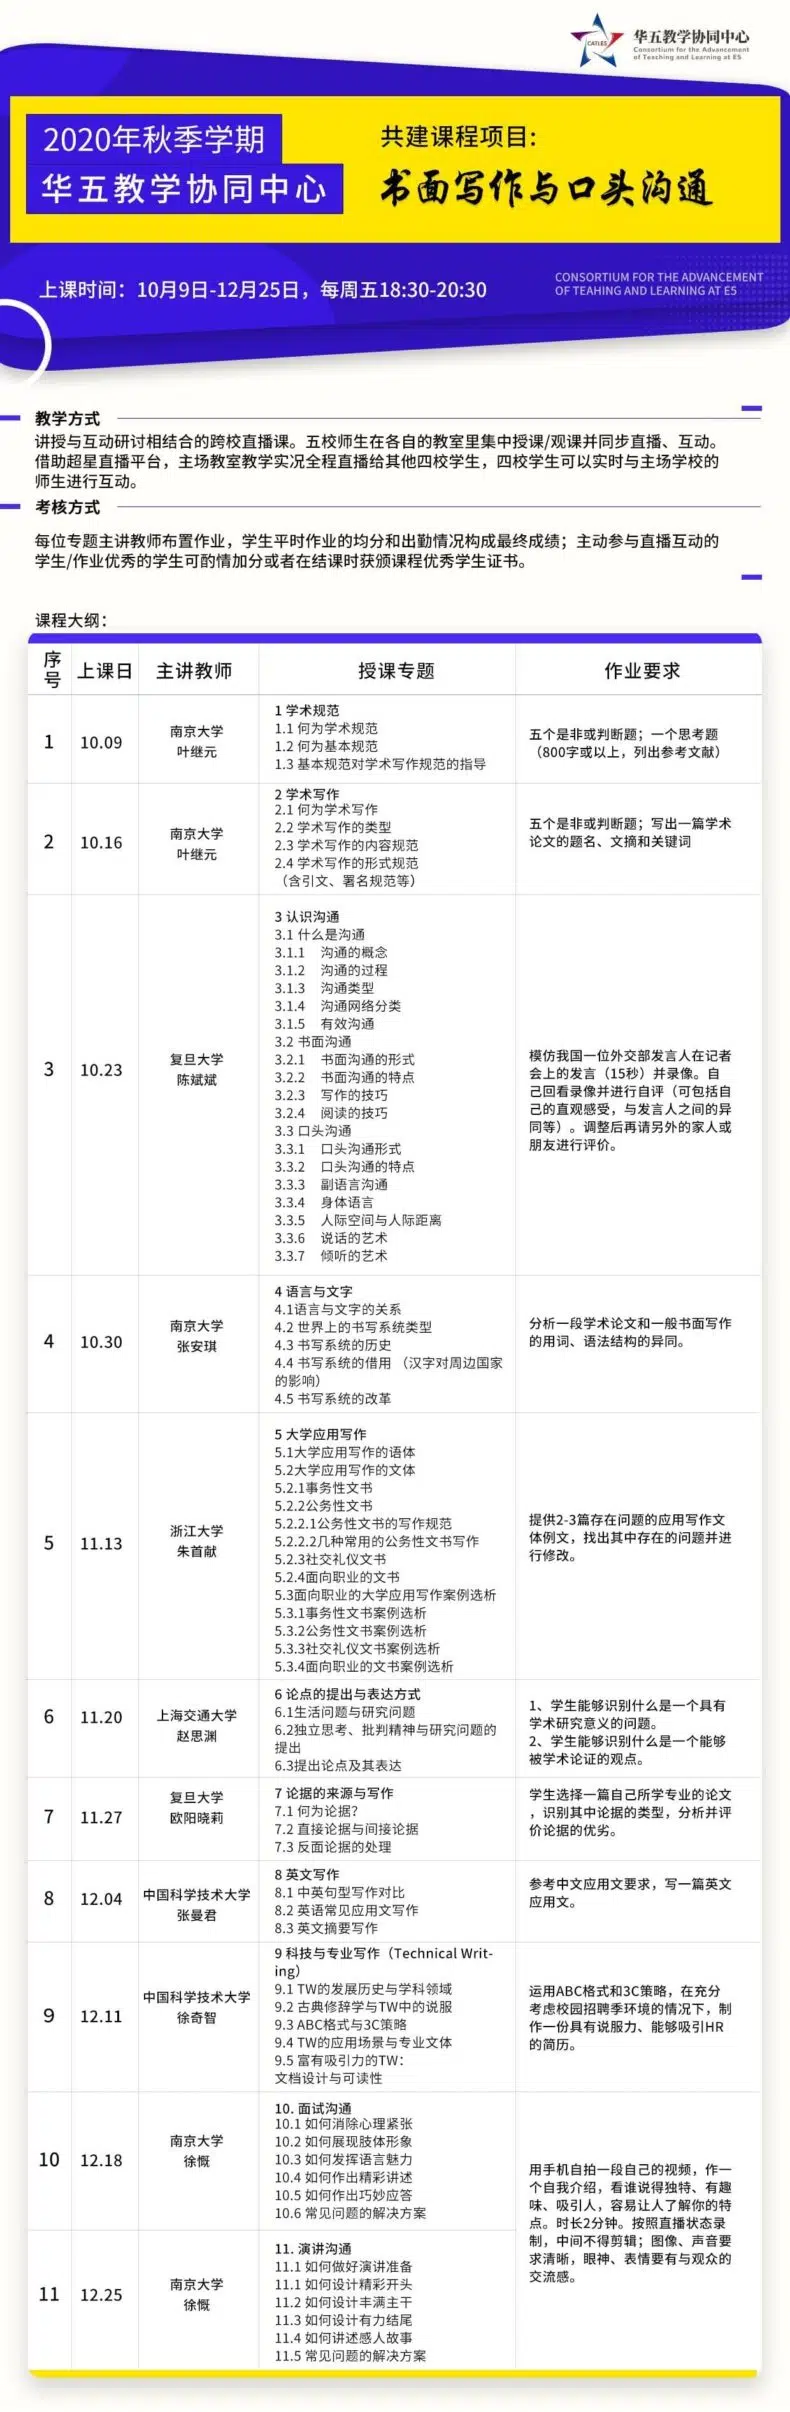 华五教学协同中心
Consortium for the Advancement
of Teaching and Learning at E5
CATLE5
2020年秋季学期
华五教学协同中心
共建课程项目:
书面写作与口头沟通
上课时间：10月9日-12月25日，每周五18:30-20:30
CONSORTIUM FOR THE ADVANCEMENT
OF TEAHING AND LEARNING AT E5
教学方式
讲授与互动研讨相结合的跨校直播课。五校师生在各自的教室里集中授课/观课并同步直播、互动。
借助超星直播平台，主场教室教学实况全程直播给其他四校学生，四校学生可以实时与主场学校的
师生进行互动。
考核方式
每位专题主讲教师布置作业，学生平时作业的均分和出勤情况构成最终成绩；主动参与直播互动的
学生/作业优秀的学生可酌情加分或者在结课时获颁课程优秀学生证书。
课程大纲：
序号 上课日 主讲教师 授课专题 作业要求
1
10.09
南京大学
叶继元
1 学术规范
1.1 何为学术规范
1.2 何为基本规范
1.3 基本规范对学术写作规范的指导
五个是非或判断题；一个思考题
（800字或以上，列出参考文献）
2
10.16
南京大学
叶继元
2 学术写作
2.1 何为学术写作
2.2 学术写作的类型
2.3 学术写作的内容规范
2.4 学术写作的形式规范
（含引文、署名规范等）
五个是非或判断题；写出一篇学术
论文的题名、文摘和关键词
3
10.23
复旦大学
陈斌斌
3 认识沟通
3.1 什么是沟通
3.1.1 沟通的概念
3.1.2 沟通的过程
3.1.3 沟通类型
3.1.4 沟通网络分类
3.1.5 有效沟通
3.2 书面沟通
3.2.1 书面沟通的形式
3.2.2 书面沟通的特点
3.2.3 写作的技巧
3.2.4 阅读的技巧
3.3 口头沟通
3.3.1 口头沟通形式
3.3.2 口头沟通的特点
3.3.3 副语言沟通
3.3.4 身体语言
3.3.5 人际空间与人际距离
3.3.6 说话的艺术
3.3.7 倾听的艺术
模仿我国一位外交部发言人在记者
会上的发言（15秒）并录像。自
己回看录像并进行自评（可包括自
己的直观感受，与发言人之间的异
同等）。调整后再请另外的家人或
朋友进行评价。
4
10.30
南京大学
张安琪
4 语言与文字
4.1语言与文字的关系
4.2 世界上的书写系统类型
4.3 书写系统的历史
4.4 书写系统的借用 （汉字对周边国家
的影响）
4.5 书写系统的改革
分析一段学术论文和一般书面写作
的用词、语法结构的异同。
5
11.13
浙江大学
朱首献
5 大学应用写作
5.1大学应用写作的语体
5.2大学应用写作的文体
5.2.1事务性文书
5.2.2公务性文书
5.2.2.1公务性文书的写作规范
5.2.2.2几种常用的公务性文书写作
5.2.3社交礼仪文书
5.2.4面向职业的文书
5.3面向职业的大学应用写作案例选析
5.3.1事务性文书案例选析
5.3.2公务性文书案例选析
5.3.3社交礼仪文书案例选析
5.3.4面向职业的文书案例选析
提供2-3篇存在问题的应用写作文
体例文，找出其中存在的问题并进
行修改。
6
11.20
上海交通大学
赵思渊
6 论点的提出与表达方式
6.1生活问题与研究问题
6.2独立思考、批判精神与研究问题的
提出
6.3提出论点及其表达
1、学生能够识别什么是一个具有
学术研究意义的问题。
2、学生能够识别什么是一个能够
被学术论证的观点。
7
11.27
复旦大学
欧阳晓莉
7 论据的来源与写作
7.1 何为论据？
7.2 直接论据与间接论据
7.3 反面论据的处理
学生选择一篇自己所学专业的论文
，识别其中论据的类型，分析并评
价论据的优劣。
8
12.04
中国科学技术大学
张曼君
8 英文写作
8.1 中英句型写作对比
8.2 英语常见应用文写作
8.3 英文摘要写作
参考中文应用文要求，写一篇英文
应用文。
9
12.11
中国科学技术大学
徐奇智
9 科技与专业写作（Technical Writ-
ing）
9.1 TW的发展历史与学科领域
9.2 古典修辞学与TW中的说服
9.3 ABC格式与3C策略
9.4 TW的应用场景与专业文体
9.5 富有吸引力的TW：
文档设计与可读性
运用ABC格式和3C策略，在充分
考虑校园招聘季环境的情况下，制
作一份具有说服力、能够吸引HR
的简历。
10
12.18
南京大学
徐慨
10. 面试沟通
10.1 如何消除心理紧张
10.2 如何展现肢体形象
10.3 如何发挥语言魅力
10.4 如何作出精彩讲述
10.5 如何作出巧妙应答
10.6 常见问题的解决方案
用手机自拍一段自己的视频，作一
个自我介绍，看谁说得独特、有趣
味、吸引人，容易让人了解你的特
点。时长2分钟。按照直播状态录
制，中间不得剪辑；图像、声音要
求清晰，眼神、表情要有与观众的
交流感。
11
12.25
南京大学
徐慨
11. 演讲沟通
11.1 如何做好演讲准备
11.1 如何设计精彩开头
11.2 如何设计丰满主干
11.3 如何设计有力结尾
11.4 如何讲述感人故事
11.5 常见问题的解决方案